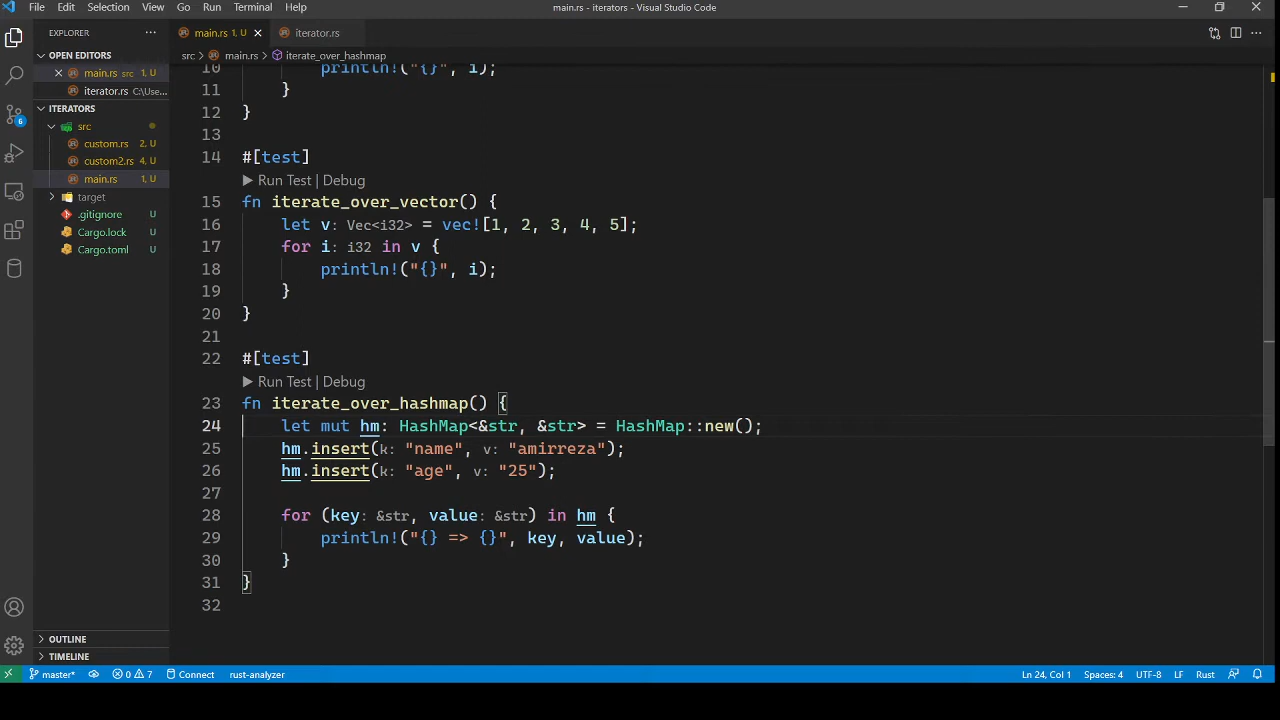 File Edit Selection View Go Run Terminal Help main.rs - iterators - Visual Studio Code
EXPLORER ··· main.rs 1, U iterator.rs ···
OPEN EDITORS src > main.rs > iterate_over_hashmap
main.rs src 1, U
iterator.rs C:\Use...
ITERATORS
src
custom.rs 2, U
custom2.rs 4, U
main.rs 1, U
target
.gitignore U
Cargo.lock U
Cargo.toml U
6
10 println!("{}", i);
11 }
12 }
13
14 #[test]
Run Test | Debug
15 fn iterate_over_vector() {
16 let v: Vec<i32> = vec![1, 2, 3, 4, 5];
17 for i: i32 in v {
18 println!("{}", i);
19 }
20 }
21
22 #[test]
Run Test | Debug
23 fn iterate_over_hashmap() {
24 let mut hm: HashMap<&str, &str> = HashMap::new();
25 hm.insert(k: "name", v: "amirreza");
26 hm.insert(k: "age", v: "25");
27
28 for (key: &str, value: &str) in hm {
29 println!("{} => {}", key, value);
30 }
31 }
32
OUTLINE
TIMELINE
master* 0 7 Connect rust-analyzer Ln 24, Col 1 Spaces: 4 UTF-8 LF Rust